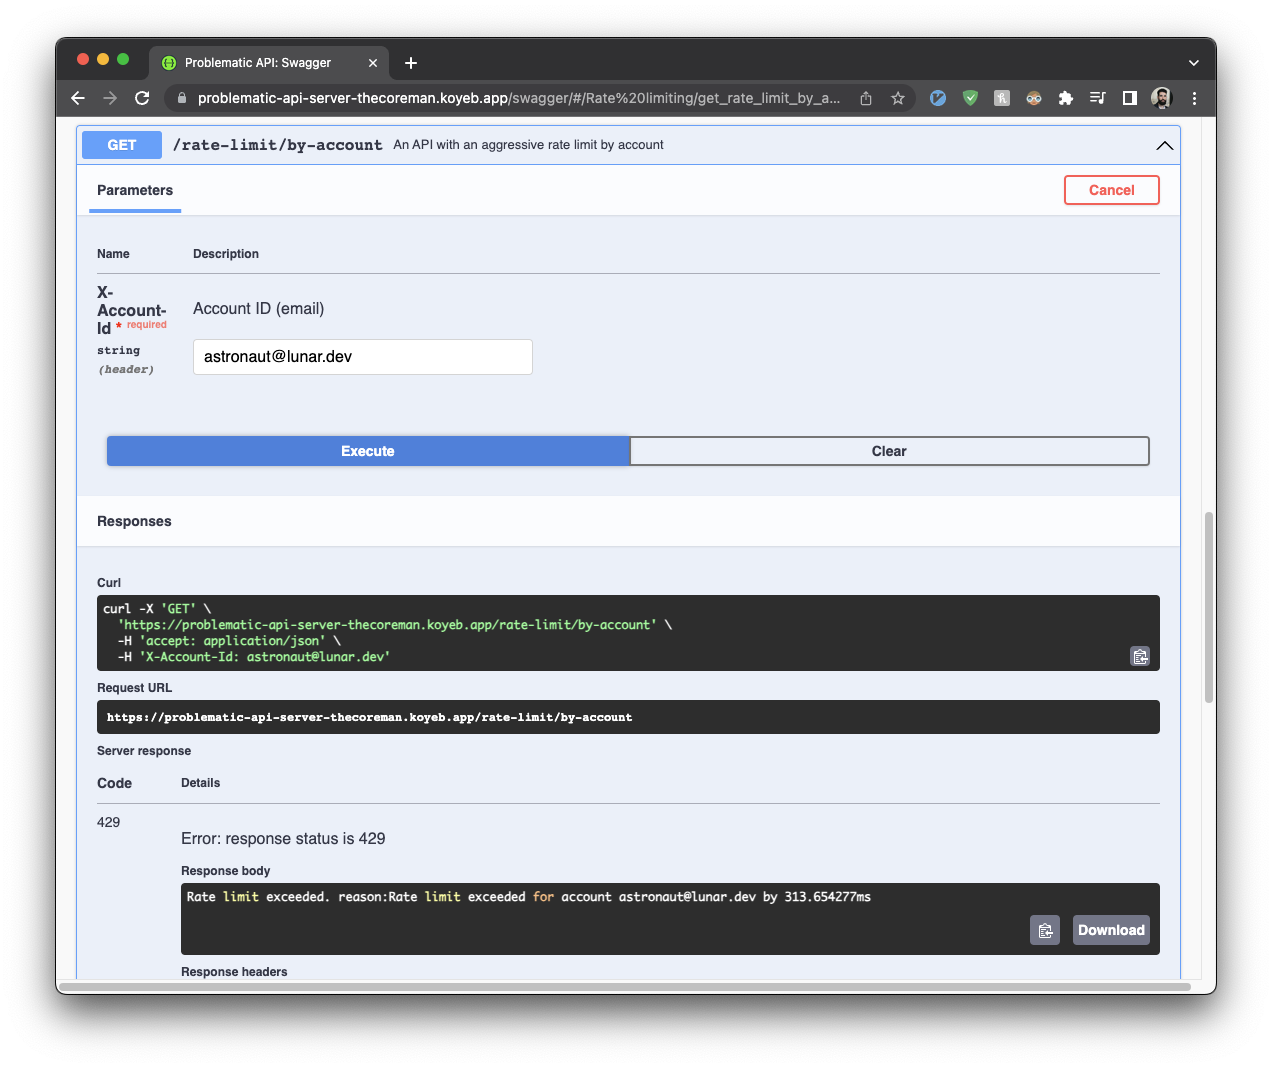 Problematic API: Swagger
problematic-api-server-thecoreman.koyeb.app/swagger/#/Rate%20limiting/get_rate_limit_by_a...
GET /rate-limit/by-account An API with an aggressive rate limit by account
Parameters
Cancel
Name Description
X-
Account-
Id * required
string
(header)
Account ID (email)
astronaut@lunar.dev
Execute Clear
Responses
Curl
curl -X 'GET' \
'https://problematic-api-server-thecoreman.koyeb.app/rate-limit/by-account' \
-H 'accept: application/json' \
-H 'X-Account-Id: astronaut@lunar.dev'
Request URL
https://problematic-api-server-thecoreman.koyeb.app/rate-limit/by-account
Server response
Code Details
429
Error: response status is 429
Response body
Rate limit exceeded. reason:Rate limit exceeded for account astronaut@lunar.dev by 313.654277ms
Download
Response headers